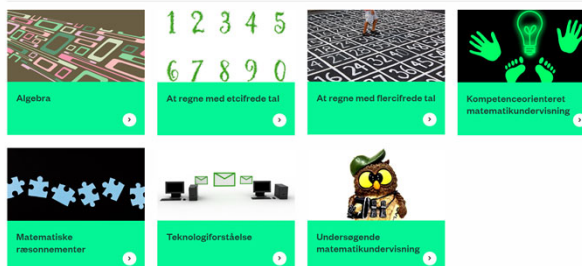 1 2 3 4 5
6 7 8 9 0
Algebra
At regne med etcifrede tal
At regne med flercifrede tal
Kompetenceorienteret
matematikundervisning
Matematiske
ræsonnementer
Teknologiforståelse
Undersøgende
matematikundervisning